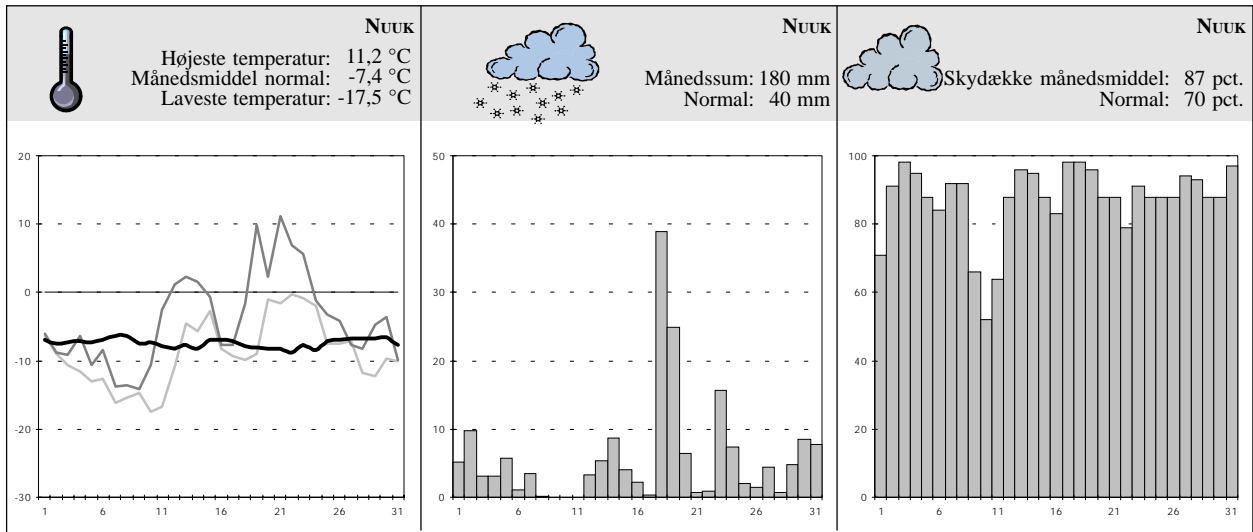 NUUK
Højeste temperatur: 11,2 °C
Månedsmiddel normal: -7,4 °C
Laveste temperatur: -17,5 °C
20
10
0
-10
-20
-30
1 6 11 16 21 26 31
NUUK
Månedssum: 180 mm
Normal: 40 mm
50
40
30
20
10
0
1 6 11 16 21 26 31
NUUK
Skydække månedsmiddel: 87 pct.
Normal: 70 pct.
100
80
60
40
20
0
1 6 11 16 21 26 31